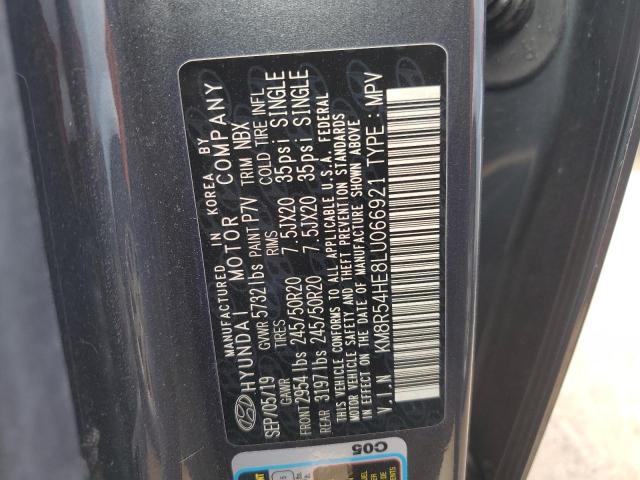 MANUFACTURED IN KOREA BY
HYUNDAI MOTOR COMPANY
SEP/05/19 GVWR 5732 lbs PAINT P7V TRIM NBX
GAWR TIRES RIMS COLD TIRE INFL
FRONT 2954 lbs 245/50R20 7.5JX20 35psi SINGLE
REAR 3197 lbs 245/50R20 7.5JX20 35psi SINGLE
THIS VEHICLE CONFORMS TO ALL APPLICABLE U.S.A. FEDERAL
MOTOR VEHICLE SAFETY AND THEFT PREVENTION STANDARDS
IN EFFECT ON THE DATE OF MANUFACTURE SHOWN ABOVE
V.I.N KM8R54HE8LU066921 TYPE : MPV
C05